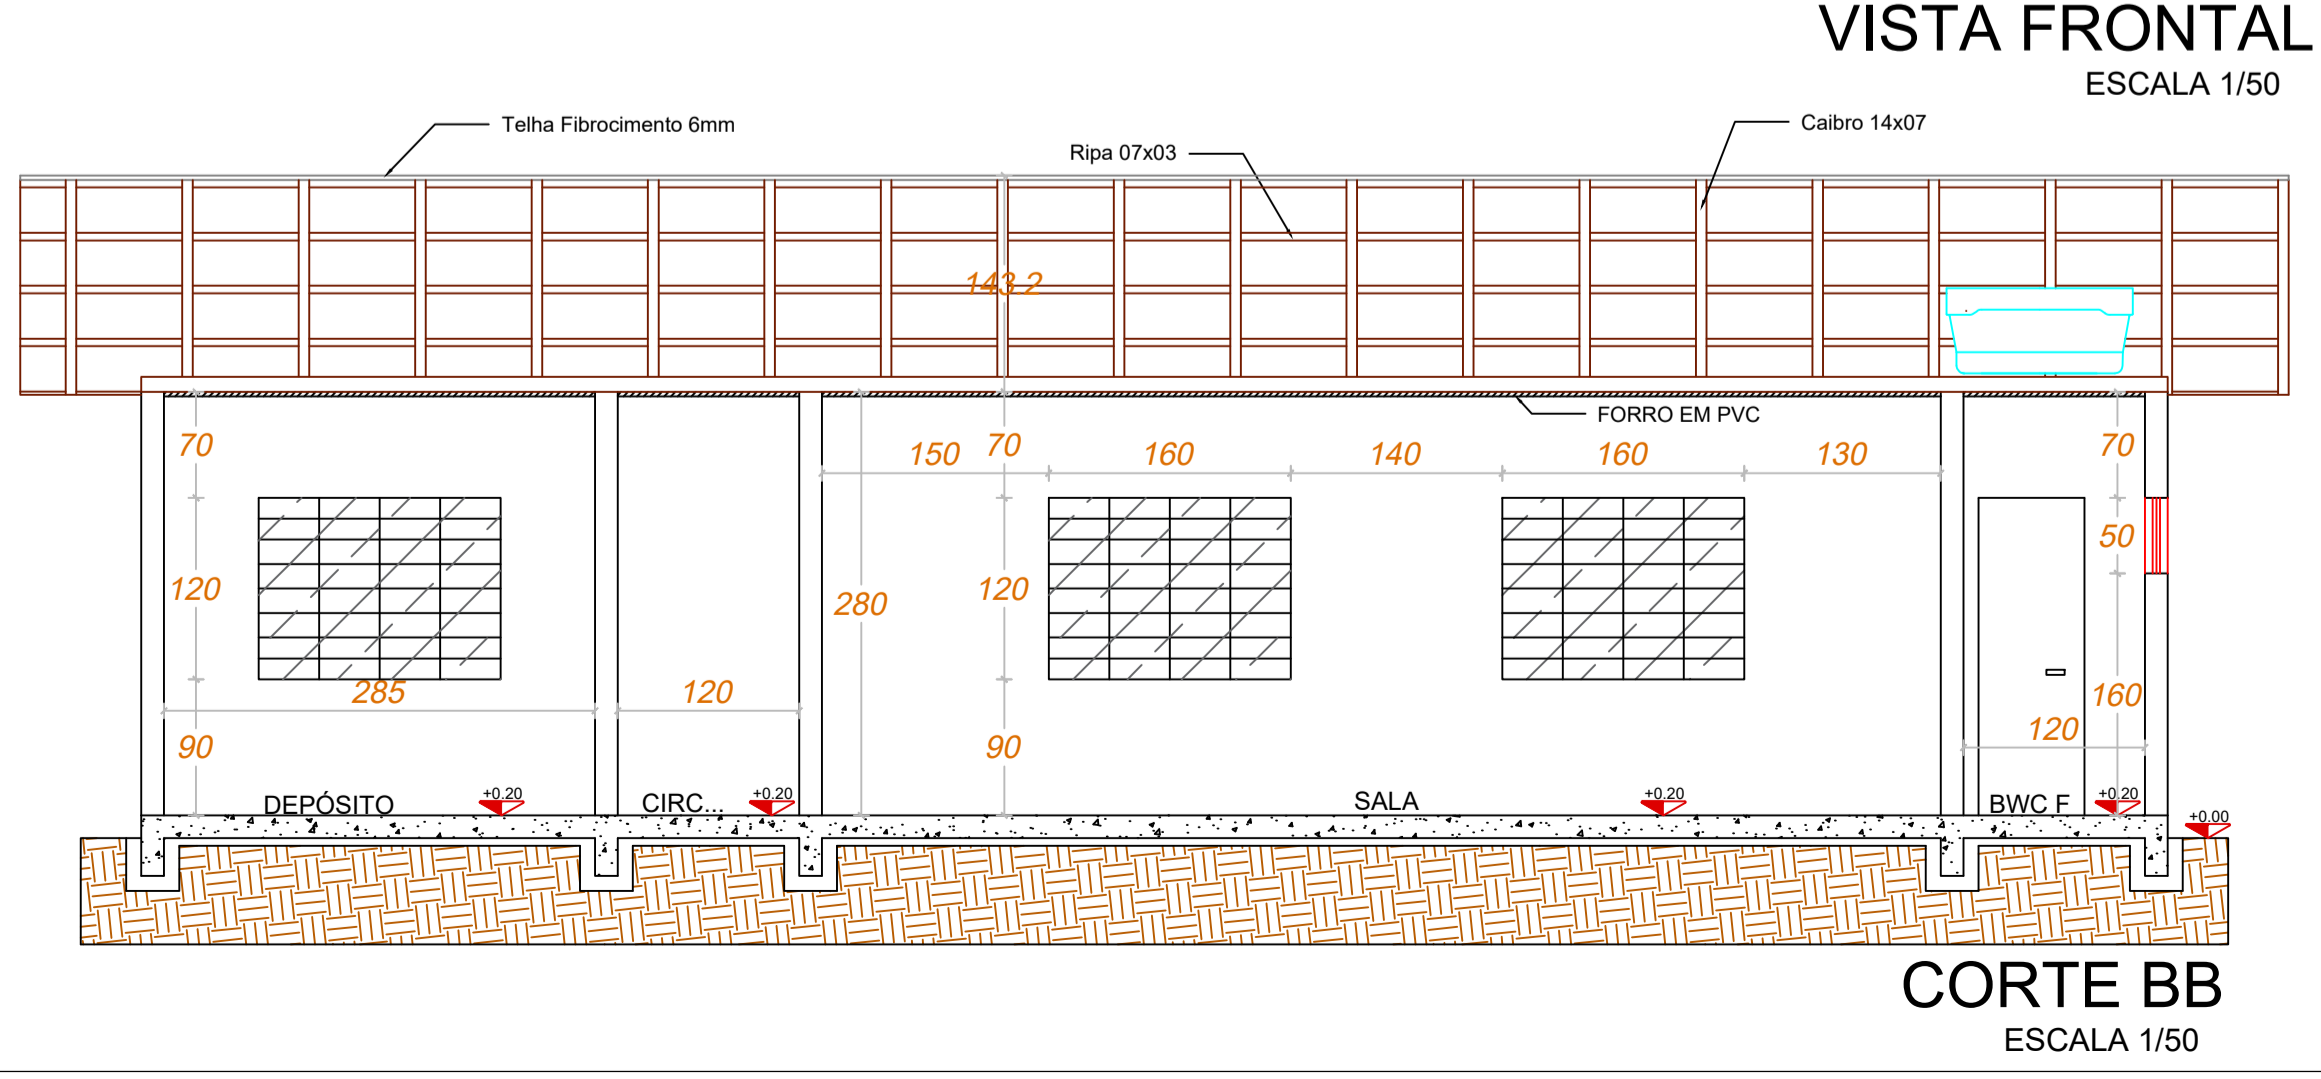 VISTA FRONTAL
ESCALA 1/50
Telha Fibrocimento 6mm
Ripa 07x03
Caibro 14x07
143.2
FORRO EM PVC
70
150
70
160
140
160
130
70
50
120
280
120
285
120
160
120
90
90
DEPÓSITO
+0.20
CIRC...
+0.20
SALA
+0.20
BWC F
+0.20
+0.00
CORTE BB
ESCALA 1/50